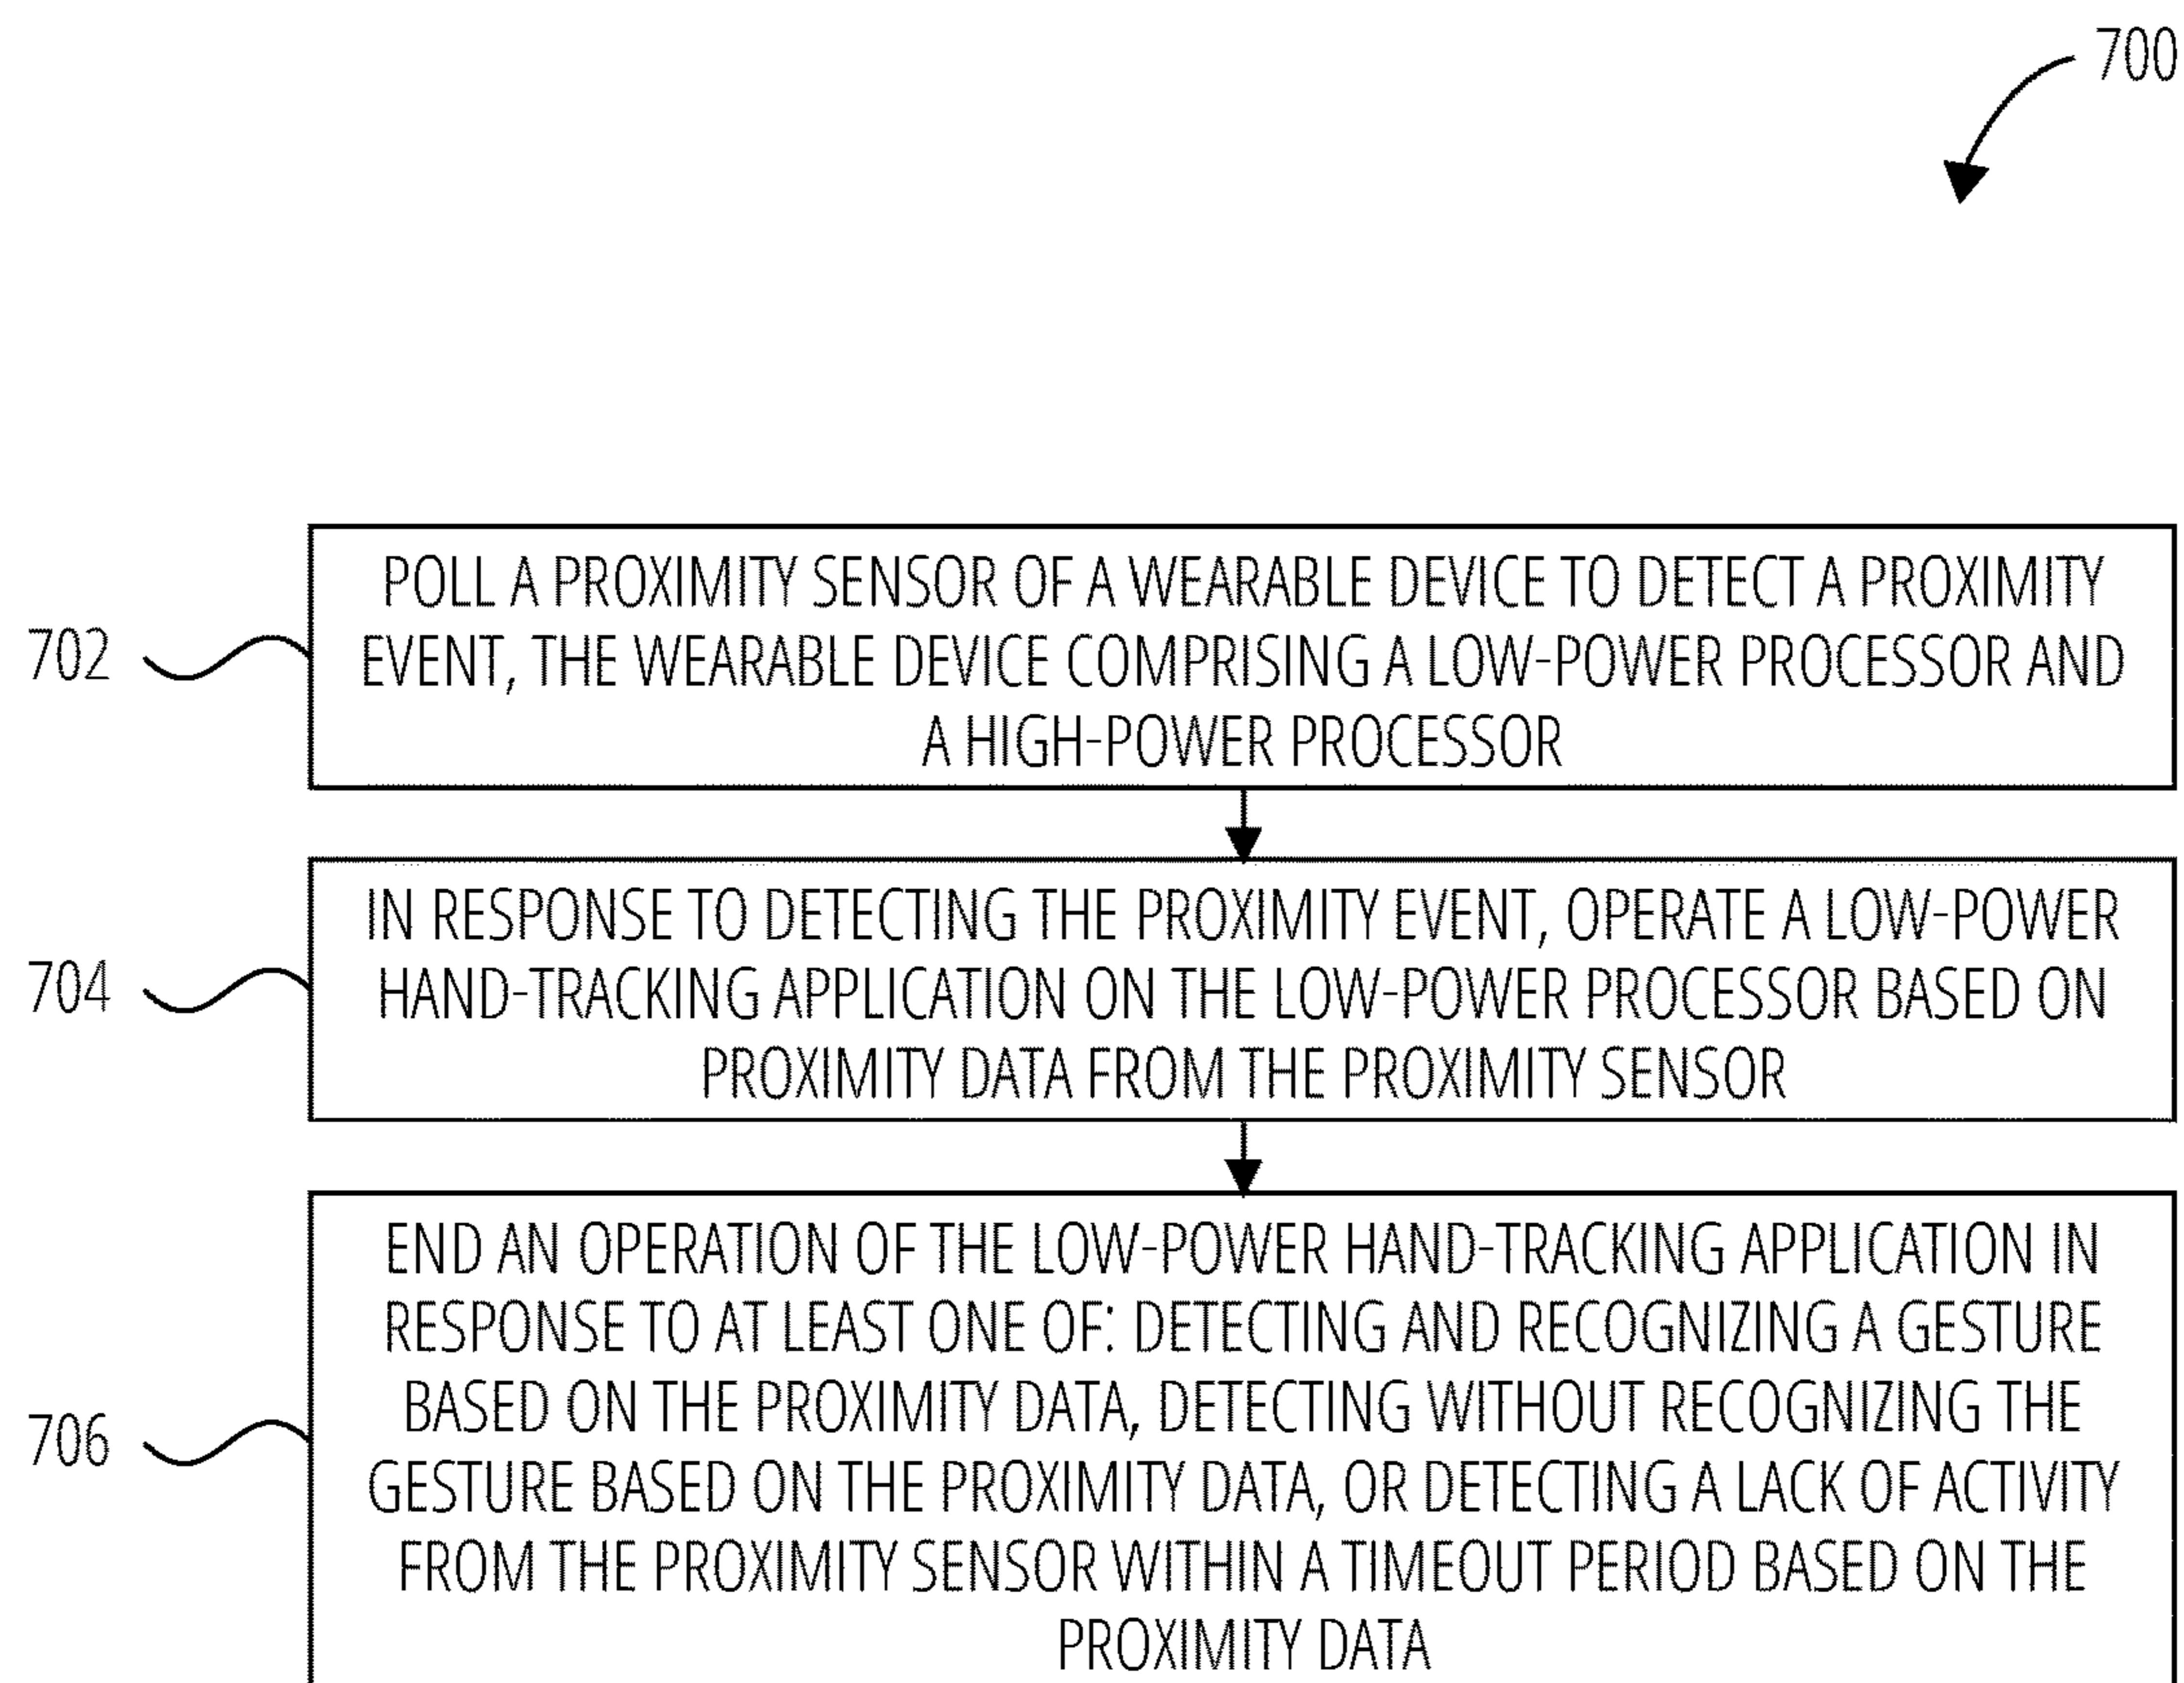 700
702
POLL A PROXIMITY SENSOR OF A WEARABLE DEVICE TO DETECT A PROXIMITY
EVENT, THE WEARABLE DEVICE COMPRISING A LOW-POWER PROCESSOR AND
A HIGH-POWER PROCESSOR
704
IN RESPONSE TO DETECTING THE PROXIMITY EVENT, OPERATE A LOW-POWER
HAND-TRACKING APPLICATION ON THE LOW-POWER PROCESSOR BASED ON
PROXIMITY DATA FROM THE PROXIMITY SENSOR
706
END AN OPERATION OF THE LOW-POWER HAND-TRACKING APPLICATION IN
RESPONSE TO AT LEAST ONE OF: DETECTING AND RECOGNIZING A GESTURE
BASED ON THE PROXIMITY DATA, DETECTING WITHOUT RECOGNIZING THE
GESTURE BASED ON THE PROXIMITY DATA, OR DETECTING A LACK OF ACTIVITY
FROM THE PROXIMITY SENSOR WITHIN A TIMEOUT PERIOD BASED ON THE
PROXIMITY DATA